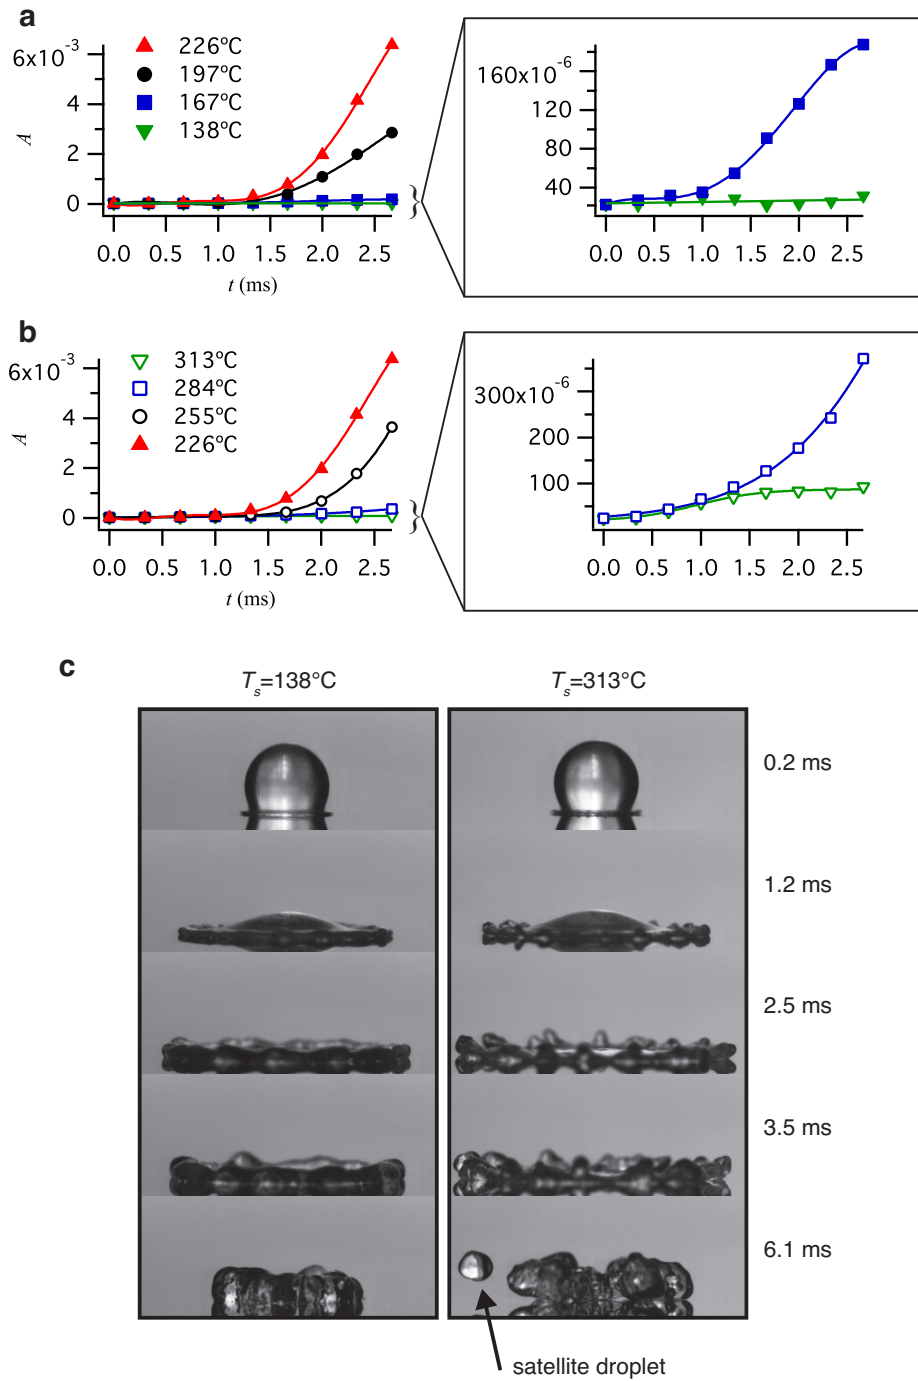 a
6x10⁻³
4
2
0
A
226°C
197°C
167°C
138°C
0.0 0.5 1.0 1.5 2.0 2.5
t (ms)
160x10⁻⁶
120
80
40
0.0 0.5 1.0 1.5 2.0 2.5
b
6x10⁻³
4
2
0
A
313°C
284°C
255°C
226°C
0.0 0.5 1.0 1.5 2.0 2.5
t (ms)
300x10⁻⁶
200
100
0.0 0.5 1.0 1.5 2.0 2.5
c
Tₛ=138°C Tₛ=313°C
0.2 ms
1.2 ms
2.5 ms
3.5 ms
6.1 ms
satellite droplet